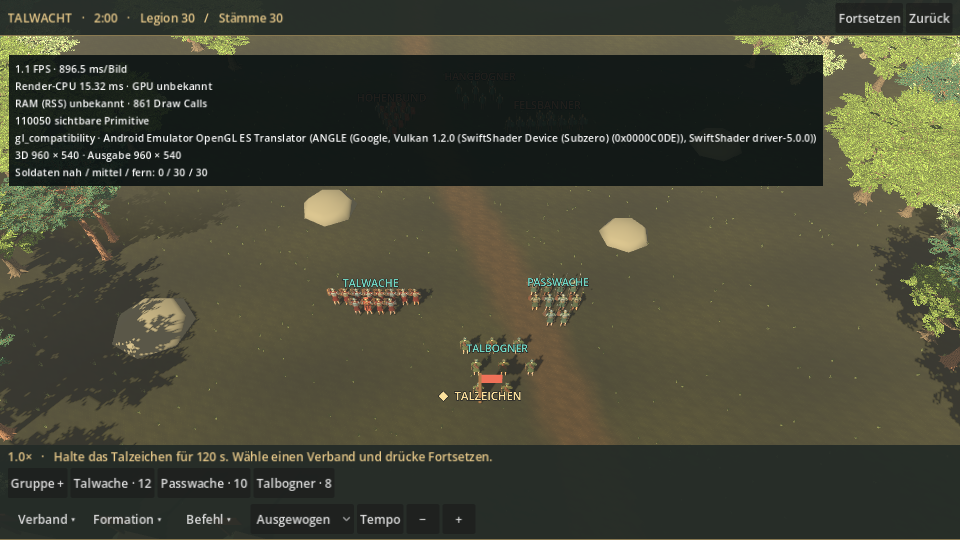 TALWACHT · 2:00 · Legion 30 / Stämme 30
Fortsetzen Zurück
1.1 FPS · 896.5 ms/Bild
Render-CPU 15.32 ms · GPU unbekannt
RAM (RSS) unbekannt · 861 Draw Calls
110050 sichtbare Primitive
gl_compatibility · Android Emulator OpenGL ES Translator (ANGLE (Google, Vulkan 1.2.0 (SwiftShader Device (Subzero) (0x0000C0DE)), SwiftShader driver-5.0.0))
3D 960 × 540 · Ausgabe 960 × 540
Soldaten nah / mittel / fern: 0 / 30 / 30
TALWACHE
PASSWACHE
TALBOGNER
TALZEICHEN
1.0× · Halte das Talzeichen für 120 s. Wähle einen Verband und drücke Fortsetzen.
Gruppe + Talwache · 12 Passwache · 10 Talbogner · 8
Verband Formation Befehl Ausgewogen Tempo − +